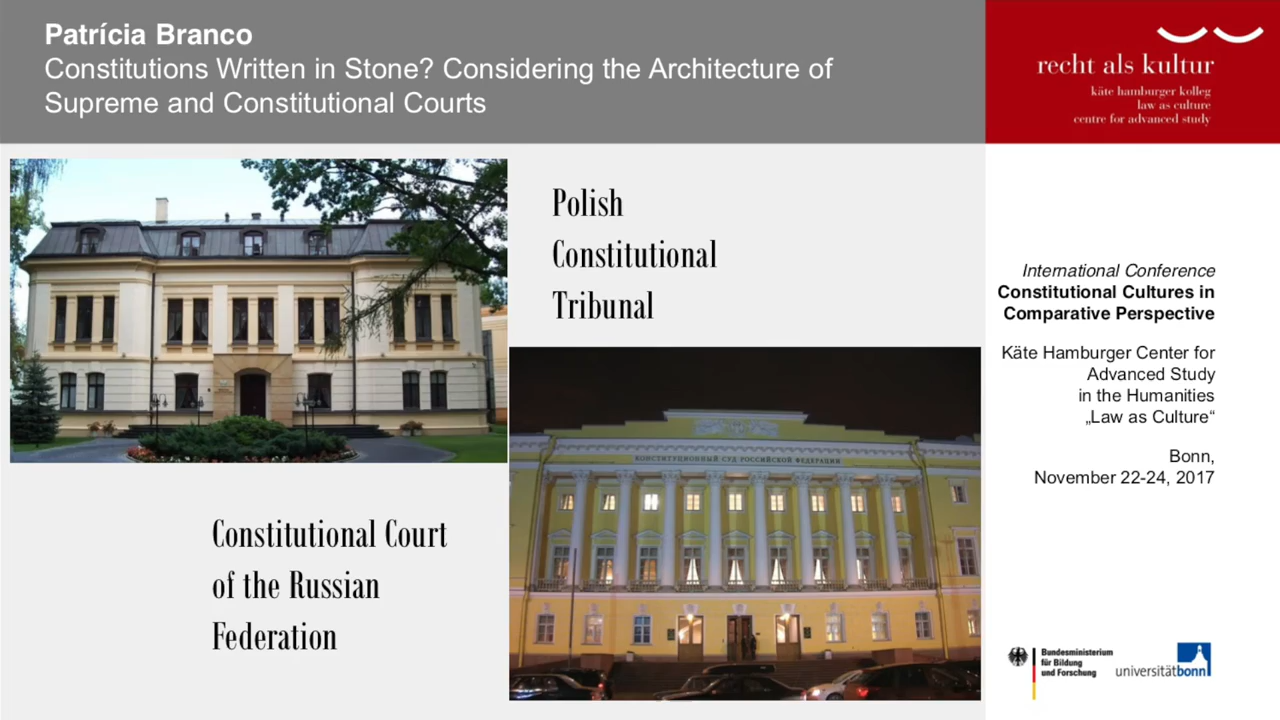 Patrícia Branco
Constitutions Written in Stone? Considering the Architecture of
Supreme and Constitutional Courts
recht als kultur
käte hamburger kolleg
law as culture
centre for advanced study
Polish
Constitutional
Tribunal
КОНСТИТУЦИОННЫЙ СУД РОССИЙСКОЙ ФЕДЕРАЦИИ
Constitutional Court
of the Russian
Federation
International Conference
Constitutional Cultures in
Comparative Perspective
Käte Hamburger Center for
Advanced Study
in the Humanities
„Law as Culture“
Bonn,
November 22-24, 2017
Bundesministerium
für Bildung
und Forschung
universitätbonn